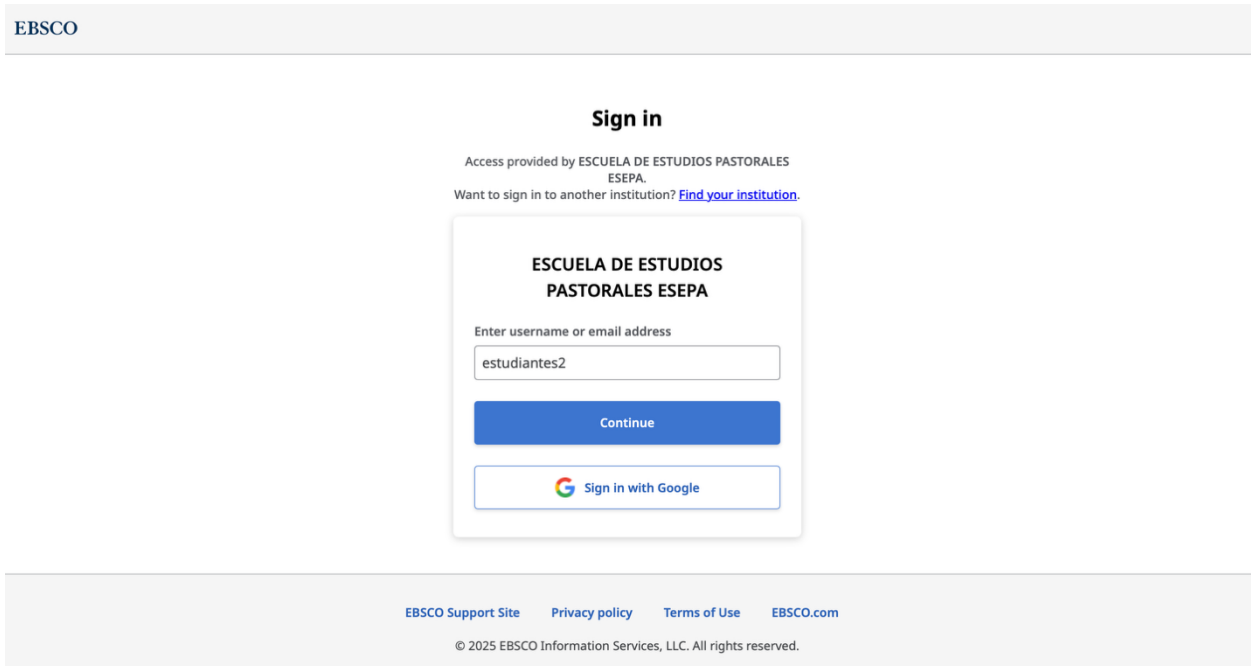 EBSCO
Sign in
Access provided by ESCUELA DE ESTUDIOS PASTORALES
ESEPA.
Want to sign in to another institution? Find your institution.
ESCUELA DE ESTUDIOS
PASTORALES ESEPA
Enter username or email address
estudiantes2
Continue
Sign in with Google
EBSCO Support Site Privacy policy Terms of Use EBSCO.com
© 2025 EBSCO Information Services, LLC. All rights reserved.